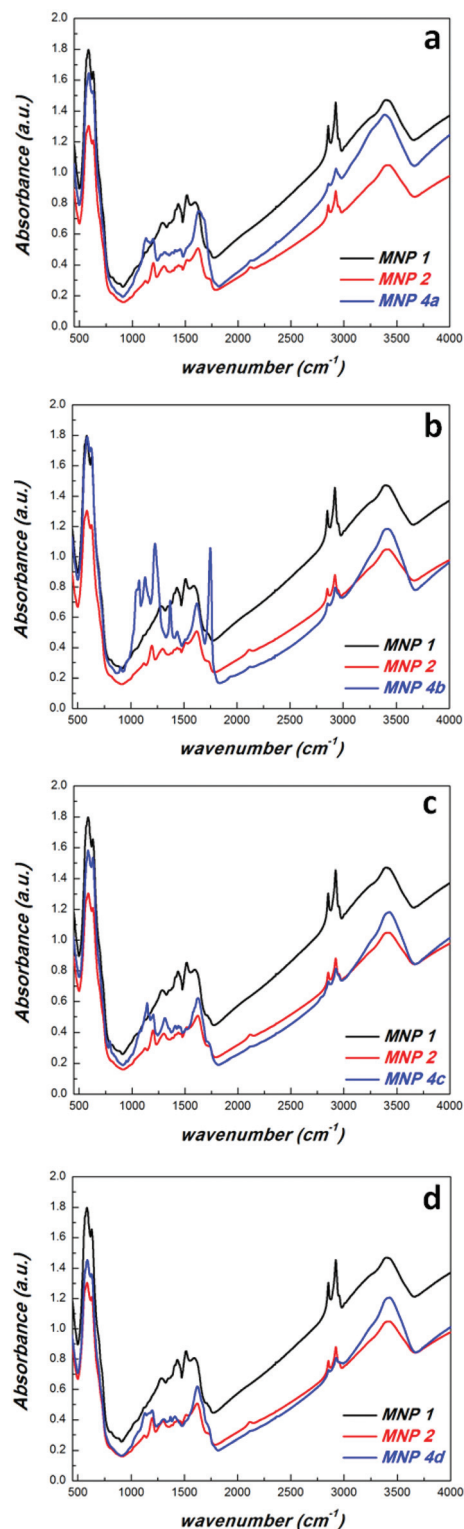 a
2.0
1.8
1.6
1.4
1.2
1.0
0.8
0.6
0.4
0.2
0.0
Absorbance (a.u.)
MNP 1
MNP 2
MNP 4a
500 1000 1500 2000 2500 3000 3500 4000
wavenumber (cm-1)
b
2.0
1.8
1.6
1.4
1.2
1.0
0.8
0.6
0.4
0.2
0.0
Absorbance (a.u.)
MNP 1
MNP 2
MNP 4b
500 1000 1500 2000 2500 3000 3500 4000
wavenumber (cm-1)
c
2.0
1.8
1.6
1.4
1.2
1.0
0.8
0.6
0.4
0.2
0.0
Absorbance (a.u.)
MNP 1
MNP 2
MNP 4c
500 1000 1500 2000 2500 3000 3500 4000
wavenumber (cm-1)
d
2.0
1.8
1.6
1.4
1.2
1.0
0.8
0.6
0.4
0.2
0.0
Absorbance (a.u.)
MNP 1
MNP 2
MNP 4d
500 1000 1500 2000 2500 3000 3500 4000
wavenumber (cm-1)